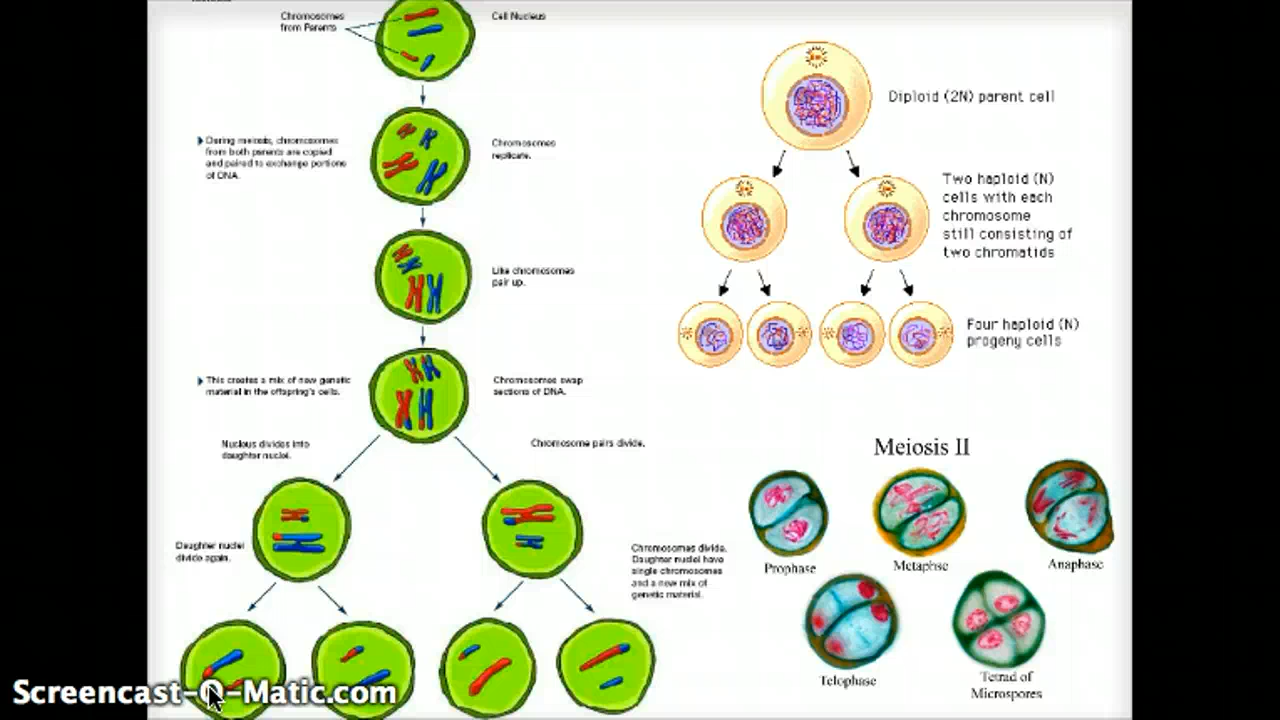 Chromosomes
from Parents
Cell Nucleus
During meiosis, chromosomes
from both parents are copied
and paired to exchange portions
of DNA.
Chromosomes
replicate.
Like chromosomes
pair up.
This creates a mix of new genetic
material in the offspring's cells.
Chromosomes swap
sections of DNA.
Nucleus divides into
daughter nuclei.
Chromosome pairs divide.
Daughter nuclei
divide again.
Chromosomes divide.
Daughter nuclei have
single chromosomes
and a new mix of
genetic material.
Diploid (2N) parent cell
Two haploid (N)
cells with each
chromosome
still consisting of
two chromatids
Four haploid (N)
progeny cells
Meiosis II
Prophase
Metaphse
Anaphase
Telophase
Tetrad of
Microspores
Screencast-O-Matic.com